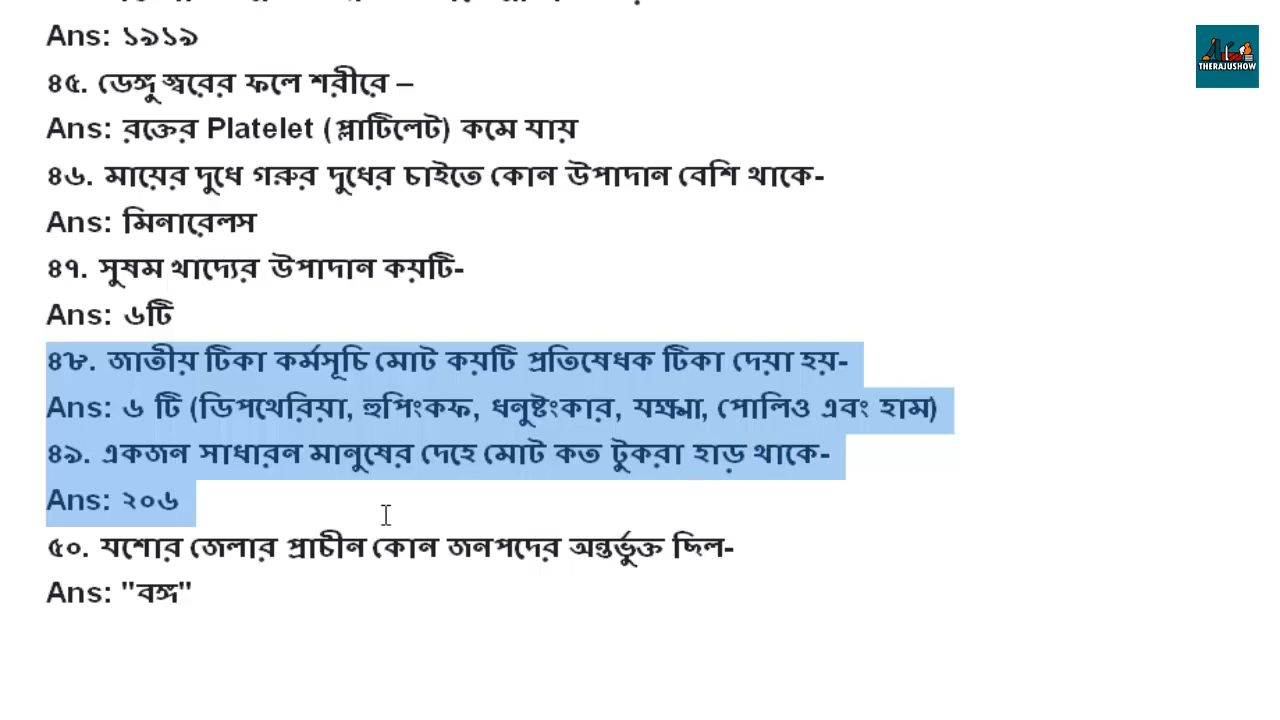 Ans: ১৯১৯
৪৫. ডেঙ্গু জ্বরের ফলে শরীরে –
Ans: রক্তের Platelet (প্লাটিলেট) কমে যায়
৪৬. মায়ের দুধে গরুর দুধের চাইতে কোন উপাদান বেশি থাকে-
Ans: মিনারেলস
৪৭. সুষম খাদ্যের উপাদান কয়টি-
Ans: ৬টি
৪৮. জাতীয় টিকা কর্মসূচি মোট কয়টি প্রতিষেধক টিকা দেয়া হয়-
Ans: ৬ টি (ডিপথেরিয়া, হুপিংকফ, ধনুষ্টংকার, যক্ষ্মা, পোলিও এবং হাম)
৪৯. একজন সাধারন মানুষের দেহে মোট কত টুকরা হাড় থাকে-
Ans: ২০৬
৫০. যশোর জেলার প্রাচীন কোন জনপদের অন্তর্ভুক্ত ছিল-
Ans: "বঙ্গ"
THERAJUSHOW